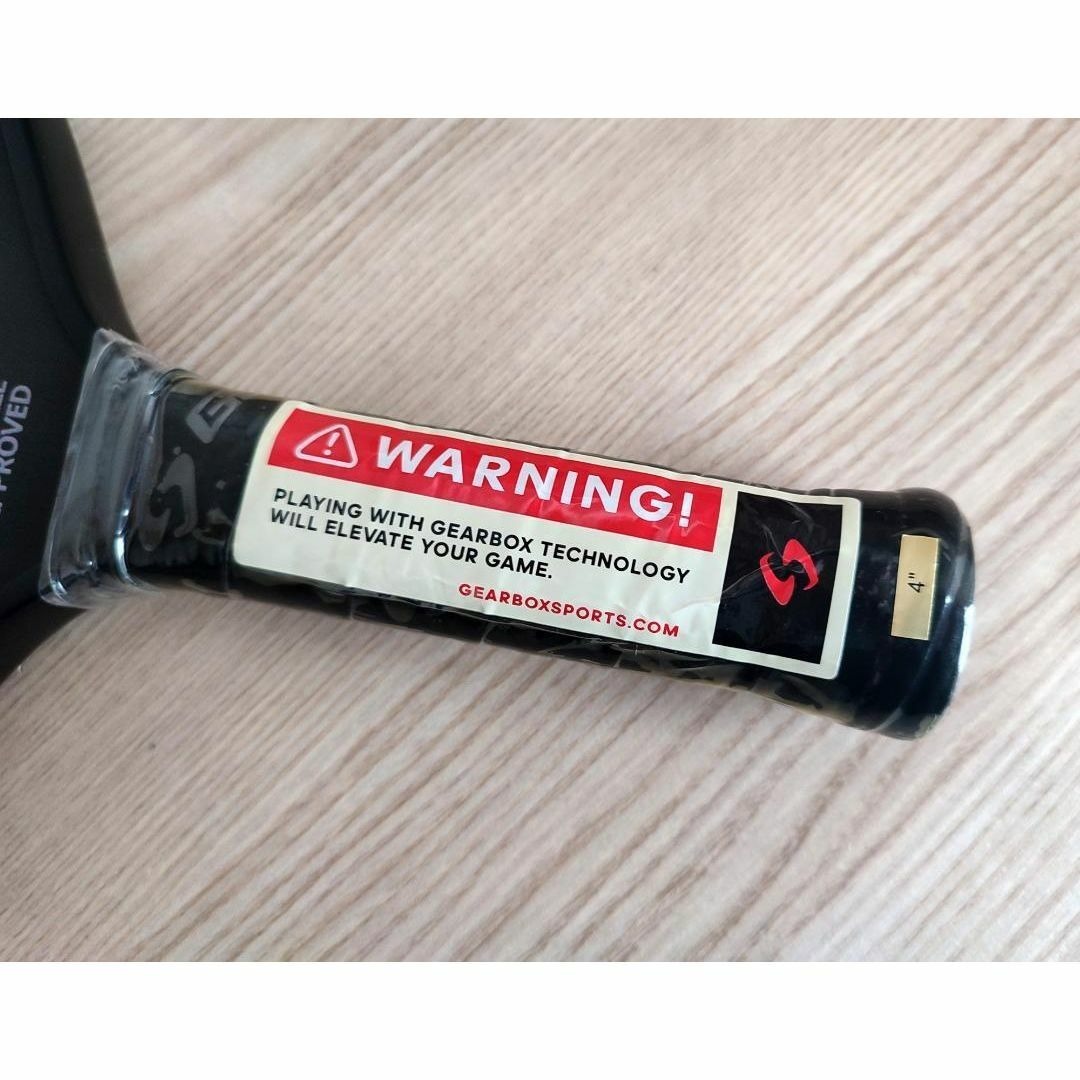 PROVED
WARNING!
PLAYING WITH GEARBOX TECHNOLOGY
WILL ELEVATE YOUR GAME.
GEARBOXSPORTS.COM
4"